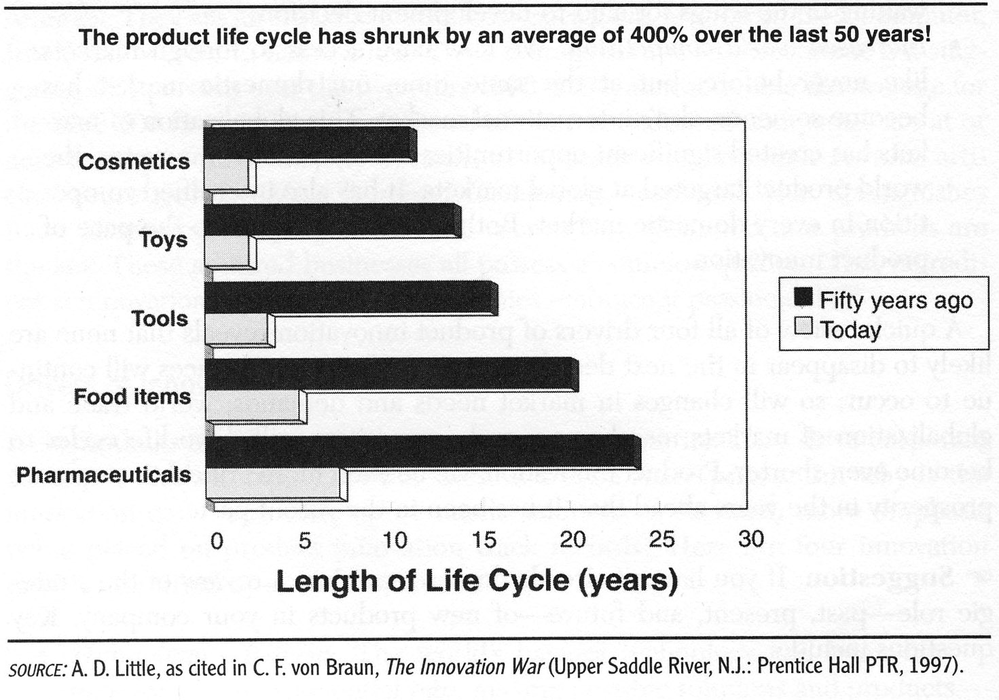 The product life cycle has shrunk by an average of 400% over the last 50 years!
Cosmetics
Toys
Tools
Food items
Pharmaceuticals
Fifty years ago
Today
0 5 10 15 20 25 30
Length of Life Cycle (years)
SOURCE: A. D. Little, as cited in C. F. von Braun, The Innovation War (Upper Saddle River, N.J.: Prentice Hall PTR, 1997).